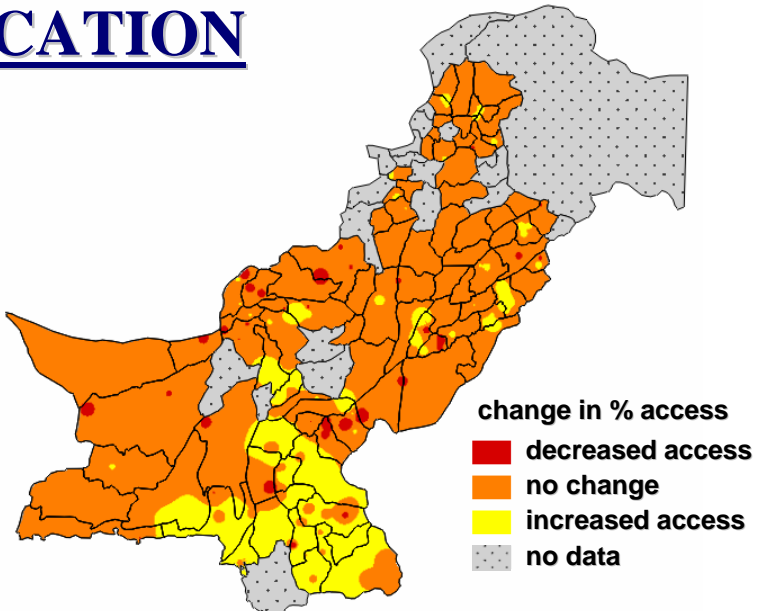 CATION
change in % access
decreased access
no change
increased access
no data